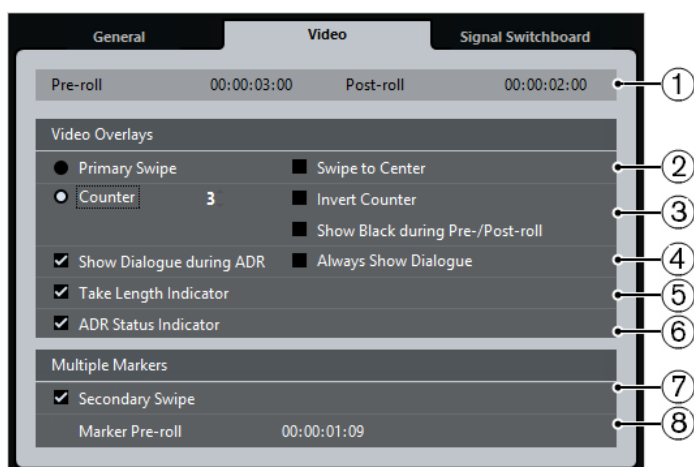 General Video Signal Switchboard
Pre-roll 00:00:03:00 Post-roll 00:00:02:00 1
Video Overlays
Primary Swipe Swipe to Center 2
Counter 3 Invert Counter
3
Show Black during Pre-/Post-roll
Show Dialogue during ADR Always Show Dialogue 4
Take Length Indicator 5
ADR Status Indicator 6
Multiple Markers
7
Secondary Swipe
Marker Pre-roll 00:00:01:09 8